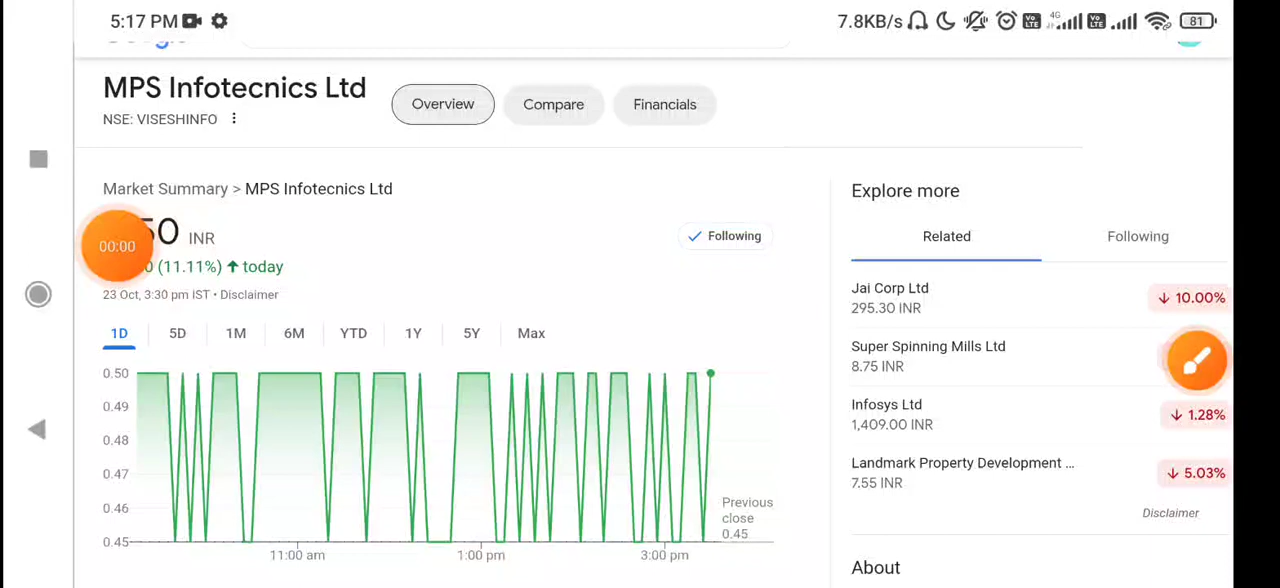 5:17 PM
7.8KB/s
4G
81
MPS Infotecnics Ltd
NSE: VISESHINFO
Overview
Compare
Financials
Market Summary > MPS Infotecnics Ltd
50 INR
0 (11.11%) ↑ today
23 Oct, 3:30 pm IST • Disclaimer
Following
00:00
1D 5D 1M 6M YTD 1Y 5Y Max
0.50
0.49
0.48
0.47
0.46
0.45
11:00 am 1:00 pm 3:00 pm
Previous
close
0.45
Explore more
Related Following
Jai Corp Ltd
295.30 INR
↓ 10.00%
Super Spinning Mills Ltd
8.75 INR
Infosys Ltd
1,409.00 INR
↓ 1.28%
Landmark Property Development ...
7.55 INR
↓ 5.03%
Disclaimer
About